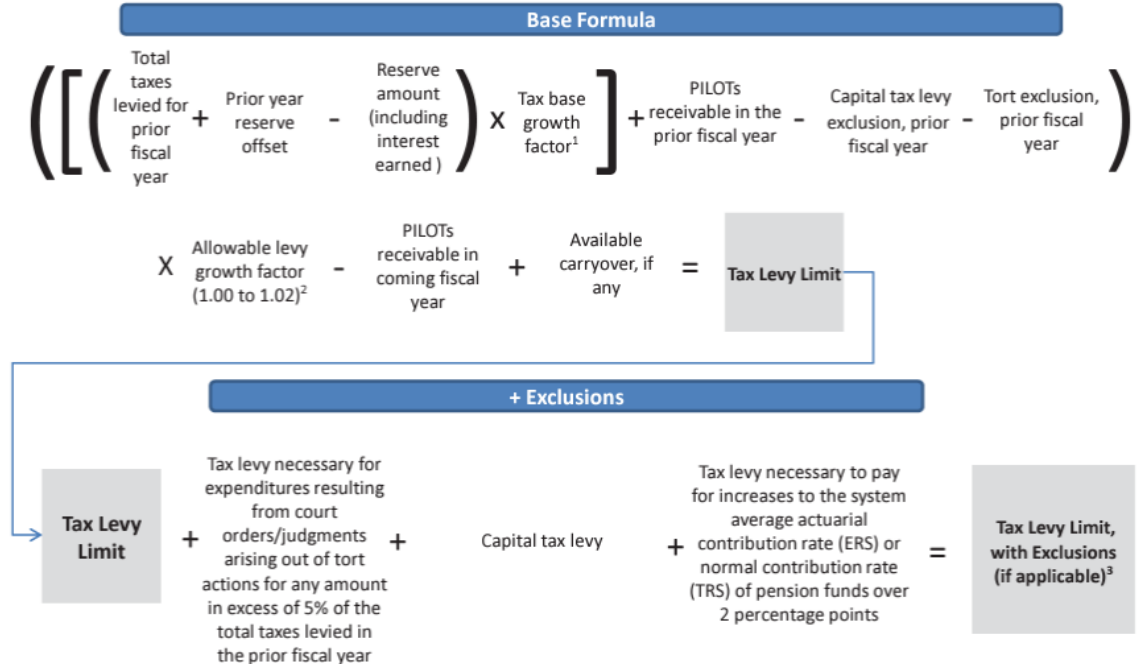 Base Formula
([(
Total
taxes
levied for
prior
fiscal
year
+
Prior year
reserve
offset
-
Reserve
amount
(including
interest
earned )
)
X
Tax base
growth
factor¹
]
+
PILOTs
receivable in the
prior fiscal year
-
Capital tax levy
exclusion, prior
fiscal year
-
Tort exclusion,
prior fiscal
year
)
X
Allowable levy
growth factor
(1.00 to 1.02)²
-
PILOTs
receivable in
coming fiscal
year
+
Available
carryover, if
any
=
Tax Levy Limit
+ Exclusions
Tax Levy
Limit
+
Tax levy necessary for
expenditures resulting
from court
orders/judgments
arising out of tort
actions for any amount
in excess of 5% of the
total taxes levied in
the prior fiscal year
+
Capital tax levy
+
Tax levy necessary to pay
for increases to the system
average actuarial
contribution rate (ERS) or
normal contribution rate
(TRS) of pension funds over
2 percentage points
=
Tax Levy Limit,
with Exclusions
(if applicable)³